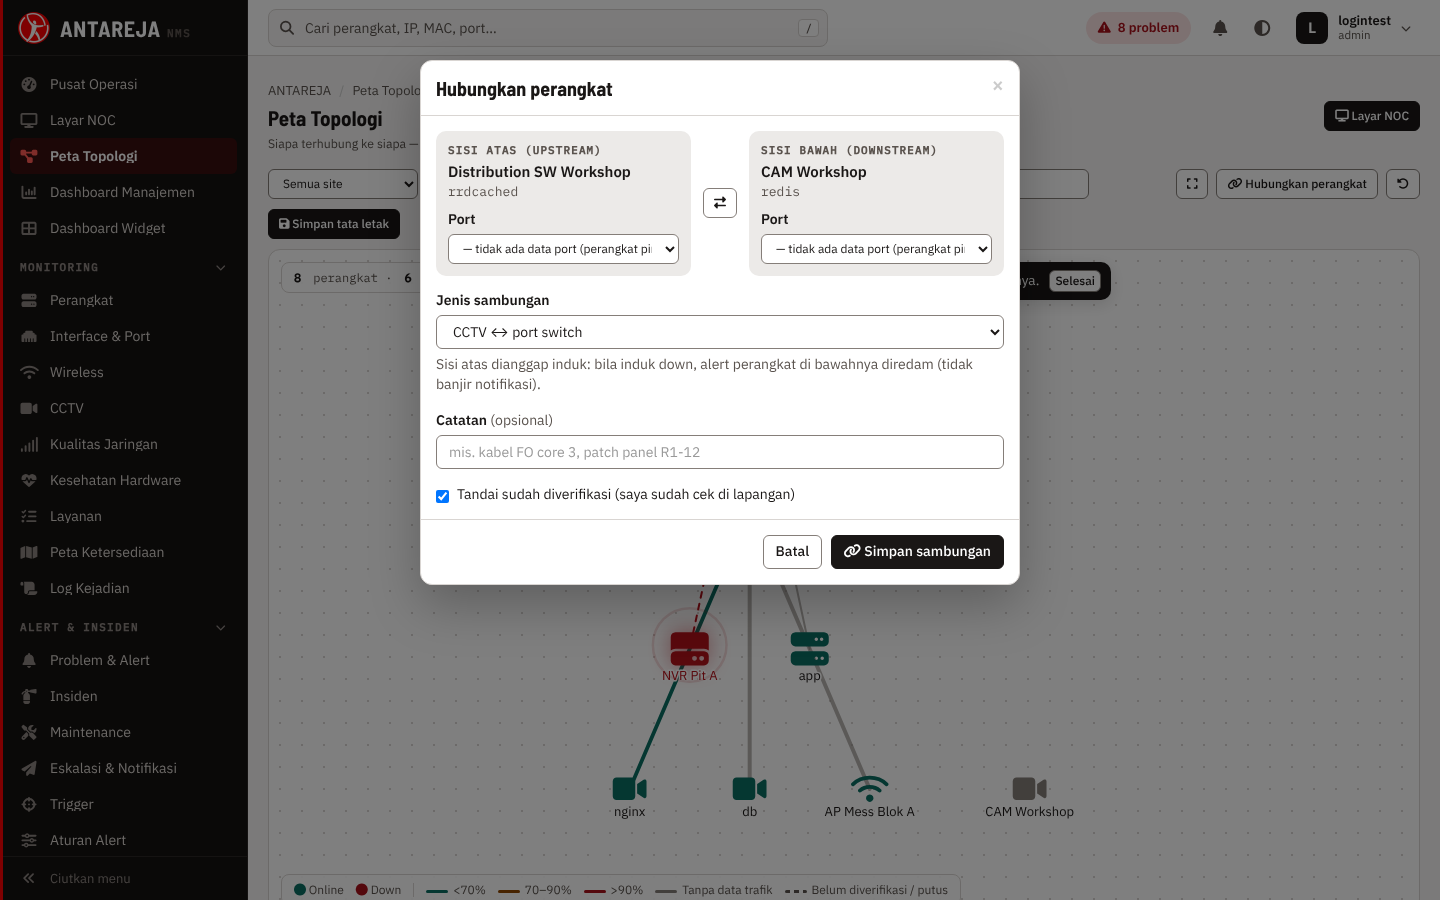 ANTAREJA NMS
Cari perangkat, IP, MAC, port...
/
8 problem
L
logintest
admin
Pusat Operasi
Layar NOC
Peta Topologi
Dashboard Manajemen
Dashboard Widget
MONITORING
Perangkat
Interface & Port
Wireless
CCTV
Kualitas Jaringan
Kesehatan Hardware
Layanan
Peta Ketersediaan
Log Kejadian
ALERT & INSIDEN
Problem & Alert
Insiden
Maintenance
Eskalasi & Notifikasi
Trigger
Aturan Alert
Ciutkan menu
ANTAREJA / Peta Topolo
Peta Topologi
Siapa terhubung ke siapa —
Layar NOC
Semua site
Hubungkan perangkat
Simpan tata letak
8 perangkat · 6
ya.
Selesai
Hubungkan perangkat
×
SISI ATAS (UPSTREAM)
Distribution SW Workshop
rrdcached
Port
— tidak ada data port (perangkat pi
SISI BAWAH (DOWNSTREAM)
CAM Workshop
redis
Port
— tidak ada data port (perangkat pi
Jenis sambungan
CCTV ↔ port switch
Sisi atas dianggap induk: bila induk down, alert perangkat di bawahnya diredam (tidak
banjir notifikasi).
Catatan (opsional)
mis. kabel FO core 3, patch panel R1-12
Tandai sudah diverifikasi (saya sudah cek di lapangan)
Batal
Simpan sambungan
NVR Pit A
app
nginx
db
AP Mess Blok A
CAM Workshop
Online
Down
<70%
70–90%
>90%
Tanpa data trafik
Belum diverifikasi / putus